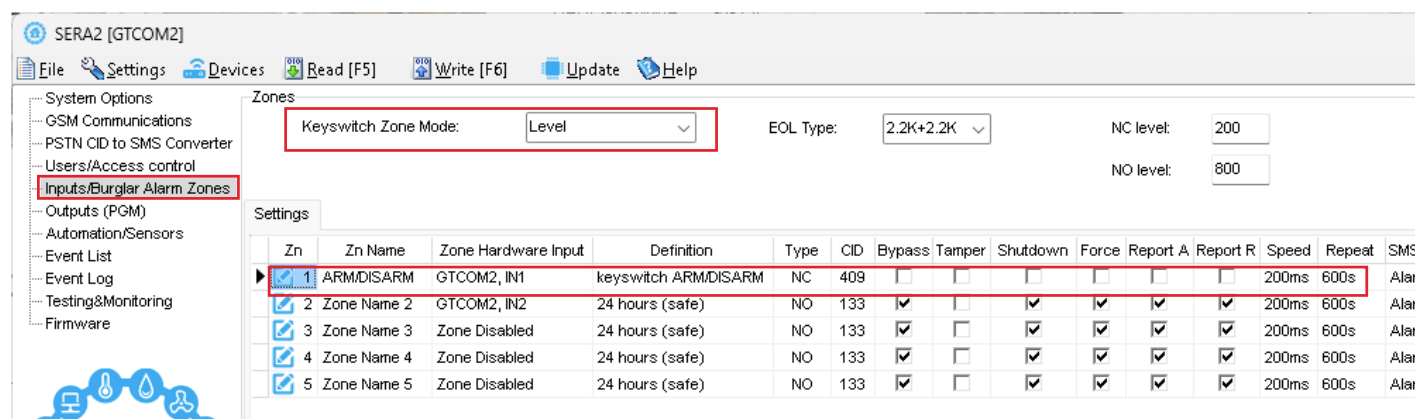 SERA2 [GTCOM2]
File Settings Devices Read [F5] Write [F6] Update Help
System Options
GSM Communications
PSTN CID to SMS Converter
Users/Access control
Inputs/Burglar Alarm Zones
Outputs (PGM)
Automation/Sensors
Event List
Event Log
Testing&Monitoring
Firmware
Zones
Keyswitch Zone Mode: Level EOL Type: 2.2K+2.2K NC level: 200
NO level: 800
Settings
Zn Zn Name Zone Hardware Input Definition Type CID Bypass Tamper Shutdown Force Report A Report R Speed Repeat SMS
1 ARM/DISARM GTCOM2, IN1 keyswitch ARM/DISARM NC 409 200ms 600s Alar
2 Zone Name 2 GTCOM2, IN2 24 hours (safe) NO 133 200ms 600s Alar
3 Zone Name 3 Zone Disabled 24 hours (safe) NO 133 200ms 600s Alar
4 Zone Name 4 Zone Disabled 24 hours (safe) NO 133 200ms 600s Alar
5 Zone Name 5 Zone Disabled 24 hours (safe) NO 133 200ms 600s Alar